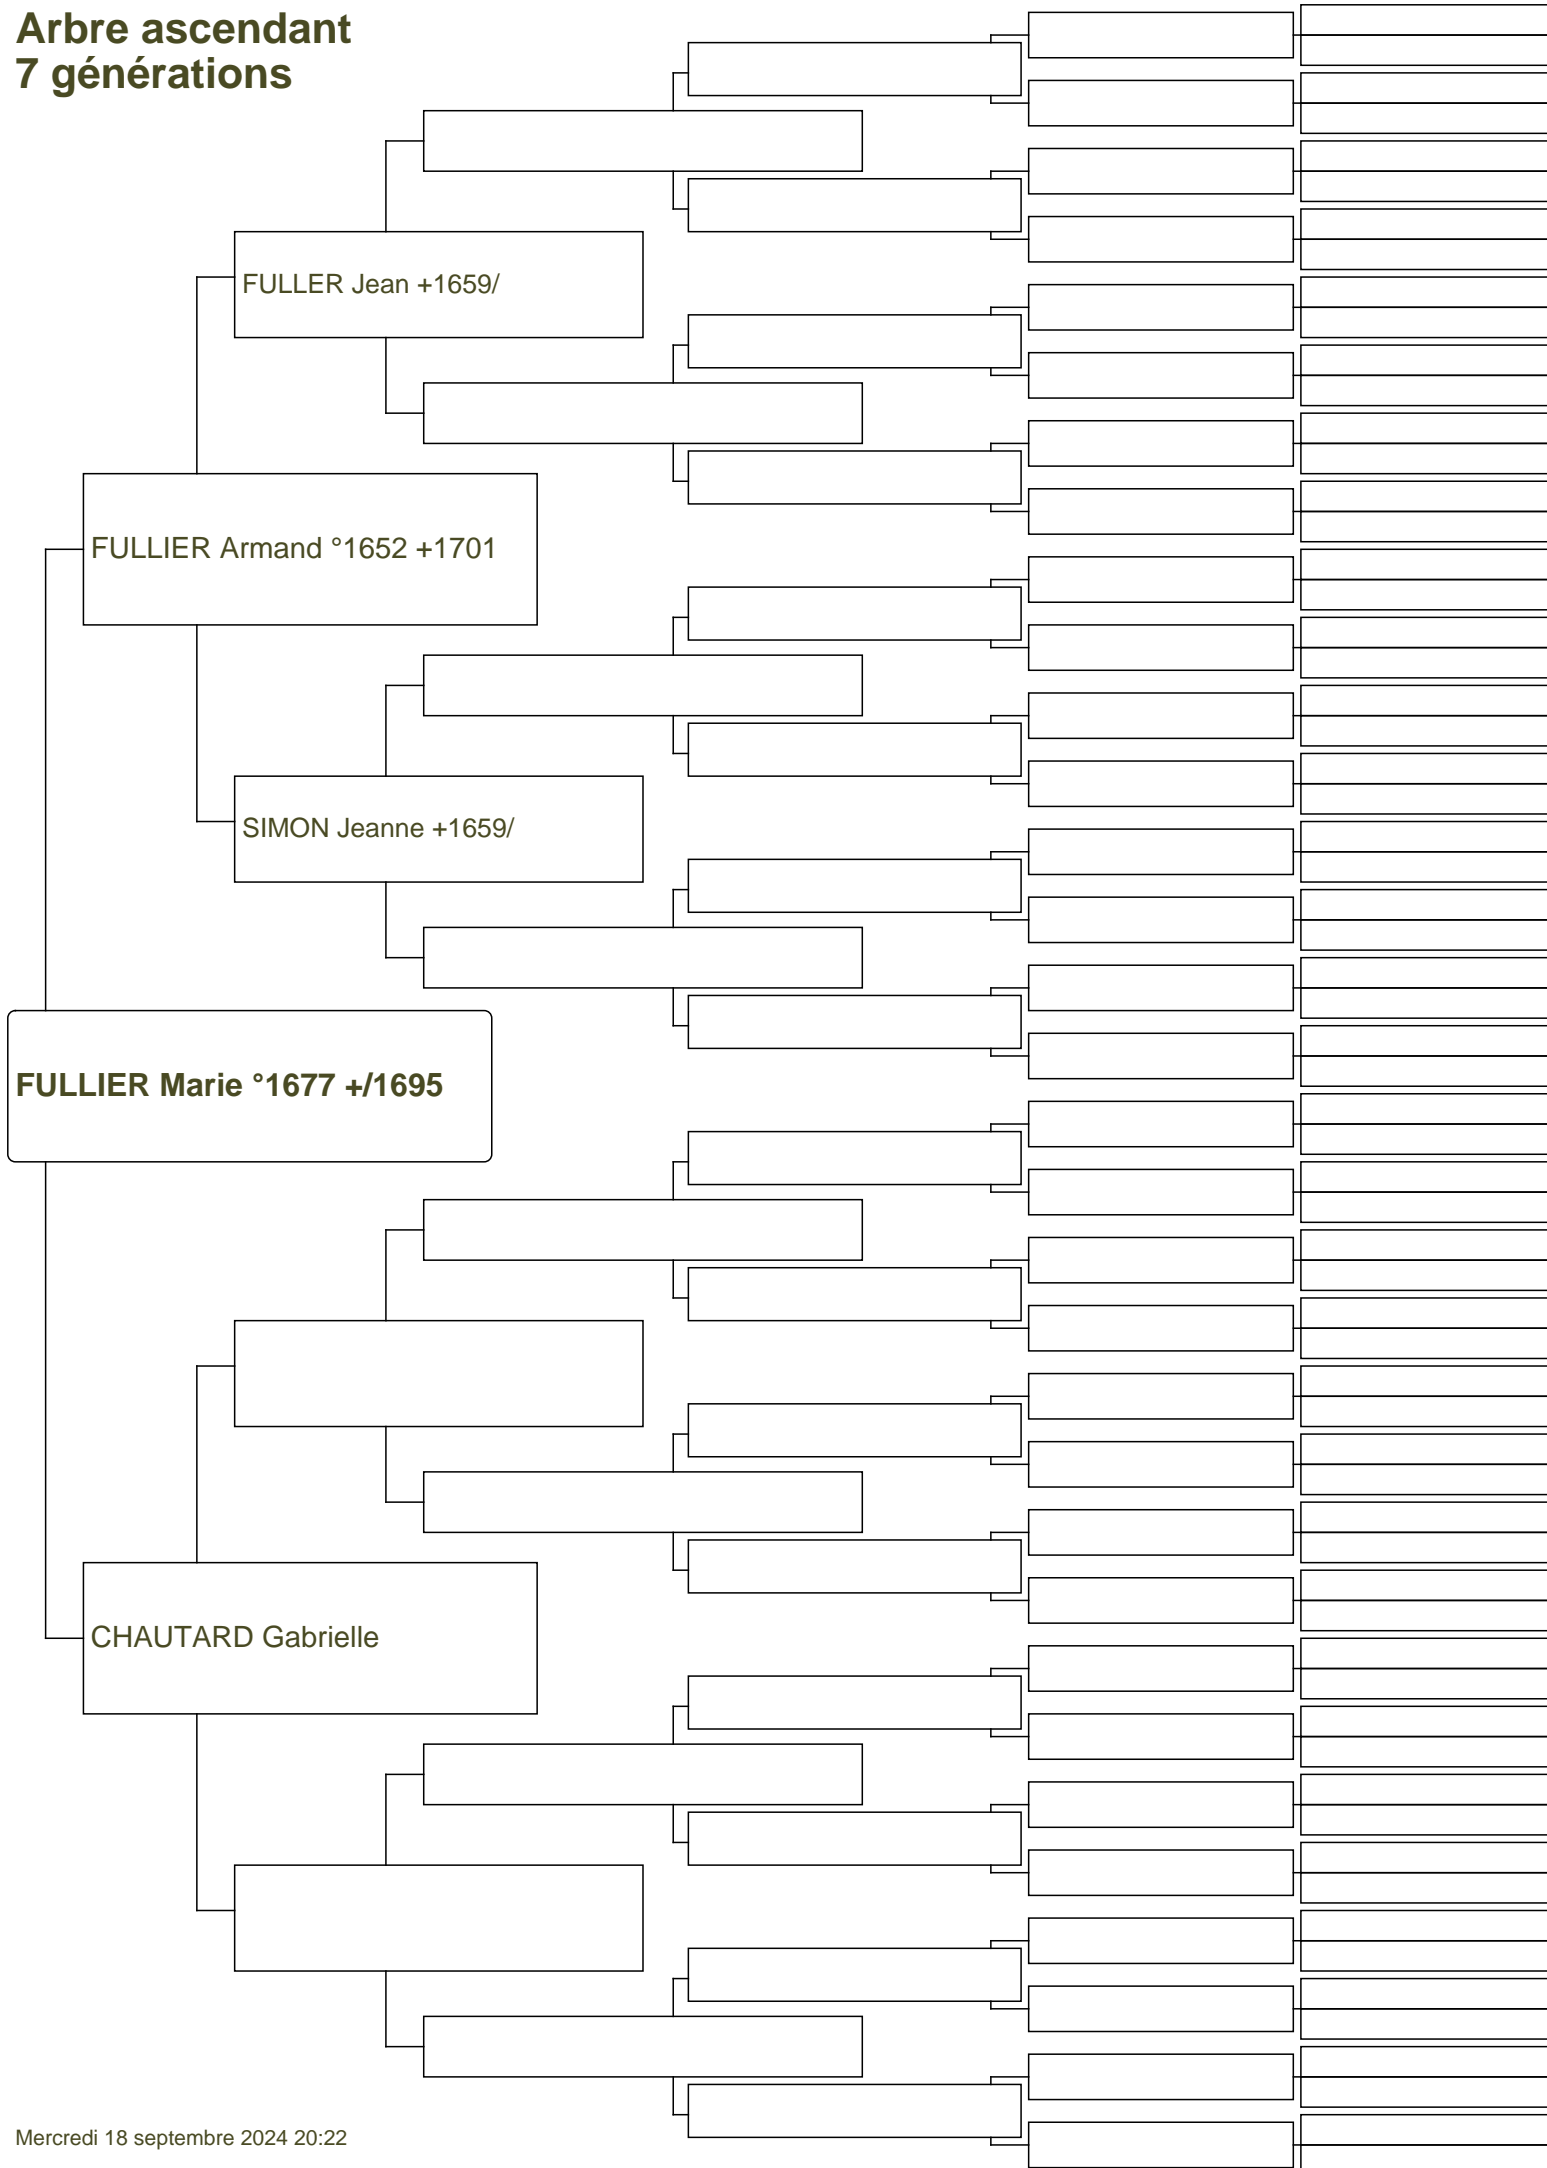 Arbre ascendant
7 générations
FULLER Jean +1659/
FULLIER Armand °1652 +1701
SIMON Jeanne +1659/
FULLIER Marie °1677 +/1695
CHAUTARD Gabrielle
Mercredi 18 septembre 2024 20:22